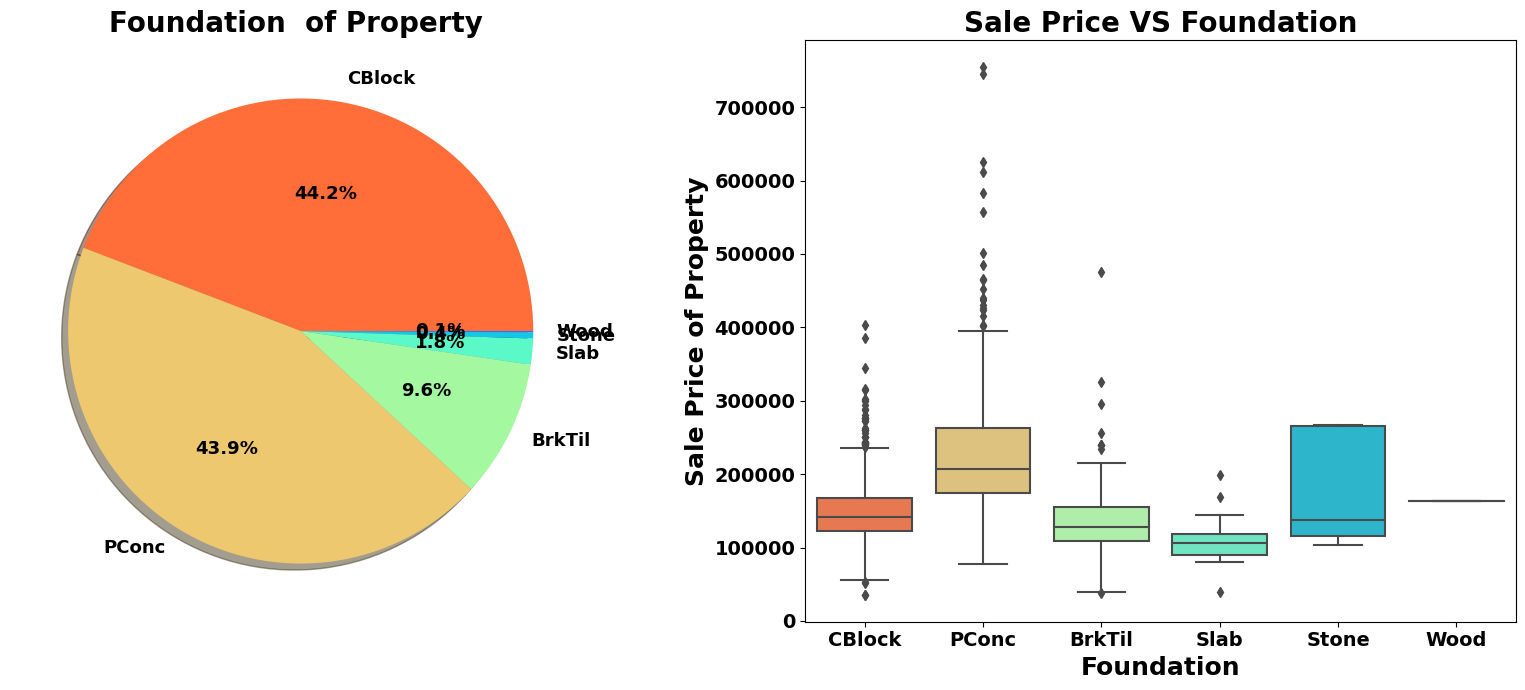 Foundation  of Property
CBlock
44.2%
0.1%
Wood
0.4%
Stone
1.8%
Slab
9.6%
BrkTil
43.9%
PConc
Sale Price VS Foundation
Sale Price of Property
700000
600000
500000
400000
300000
200000
100000
0
CBlock PConc BrkTil Slab Stone Wood
Foundation